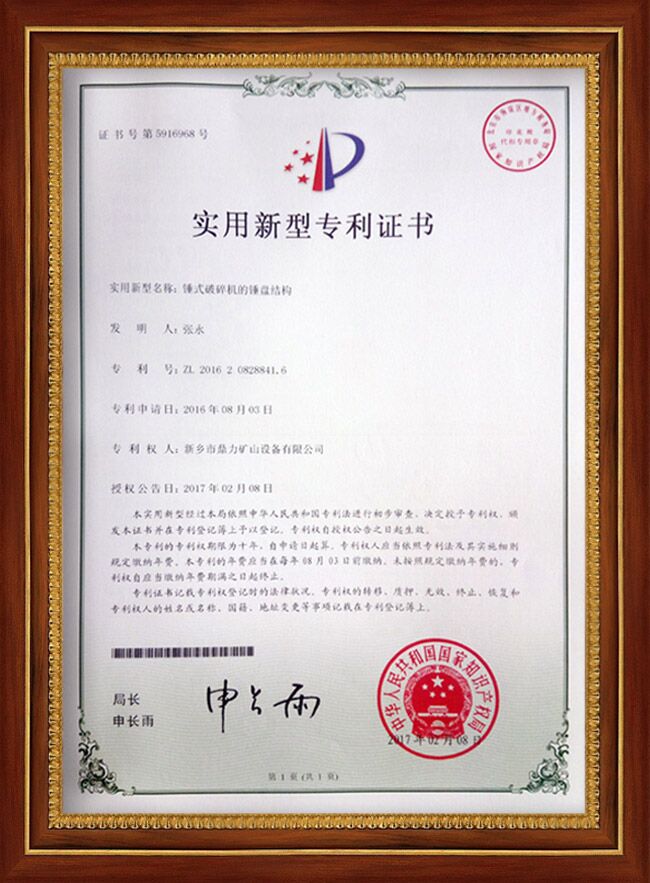 证书号第5916968号
实用新型专利证书
实用新型名称：锤式破碎机的锤盘结构
发 明 人：张永
专 利 号：ZL 2016 2 0828841.6
专利申请日：2016年08月03日
专 利 权 人：新乡市鼎力矿山设备有限公司
授权公告日：2017年02月08日
本实用新型经过本局依照中华人民共和国专利法进行初步审查，决定授予专利权，颁
发本证书并在专利登记簿上予以登记，专利权自授权公告之日起生效。
本专利的专利权期限为十年，自申请日起算。专利权人应当依照专利法及其实施细则
规定缴纳年费。本专利的年费应当在每年08月03日前缴纳。未按照规定缴纳年费的，专
利权自应当缴纳年费期满之日起终止。
专利证书记载专利权登记时的法律状况。专利权的转移、质押、无效、终止、恢复和
专利权人的姓名或名称、国籍、地址变更等事项记载在专利登记簿上。
局长
申长雨
申长雨
中华人民共和国国家知识产权局
2017年02月08日
第1页(共1页)